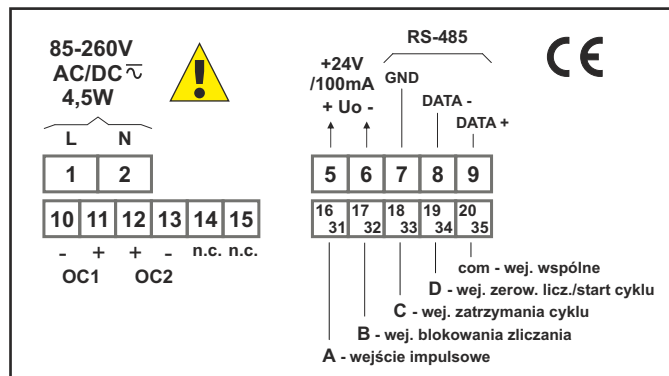 85-260V
AC/DC
4,5W
L N
1 2
10 11 12 13 14 15
- + + - n.c. n.c.
OC1 OC2
RS-485
+24V
/100mA
+ Uo -
GND
DATA -
DATA +
CE
5 6 7 8 9
16 17 18 19 20
31 32 33 34 35
com - wej. wspólne
D - wej. zerow. licz./start cyklu
C - wej. zatrzymania cyklu
B - wej. blokowania zliczania
A - wejście impulsowe